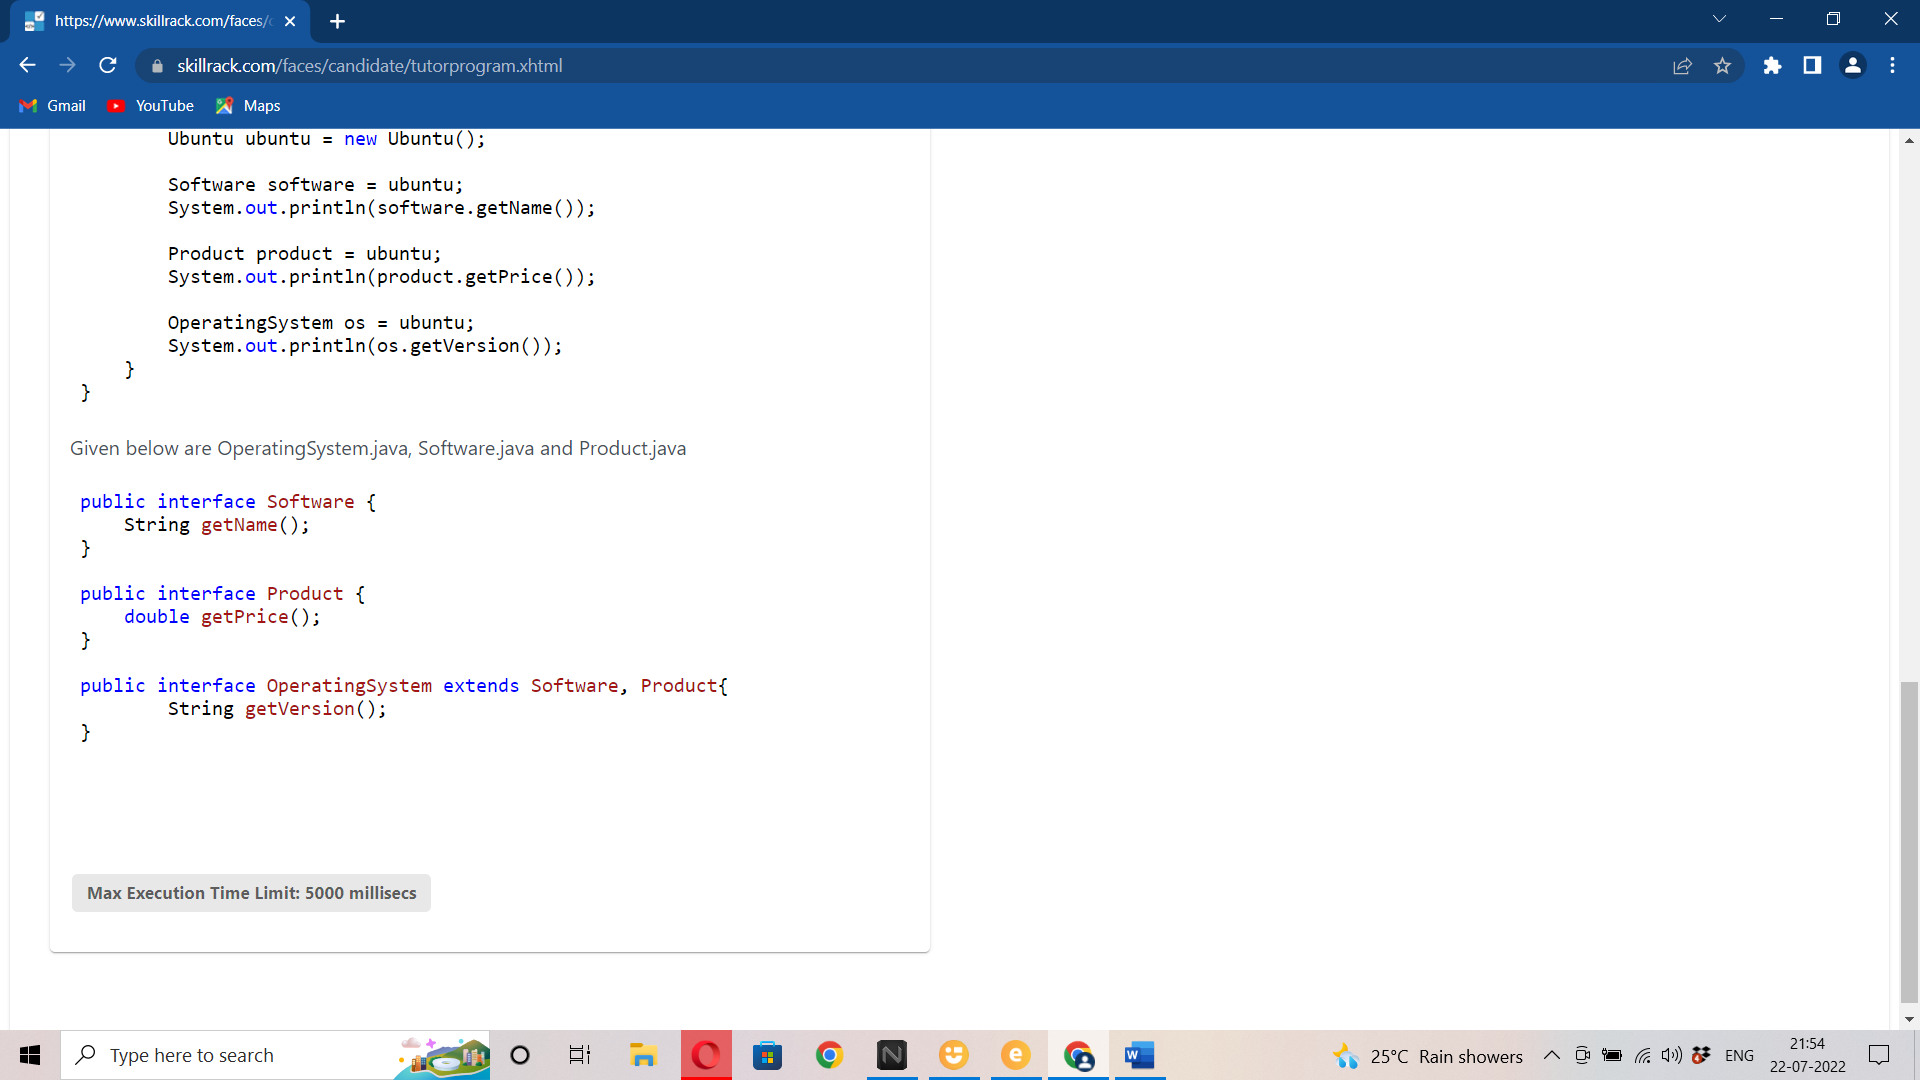 https://www.skillrack.com/faces/c
skillrack.com/faces/candidate/tutorprogram.xhtml
Gmail YouTube Maps
Ubuntu ubuntu = new Ubuntu();
Software software = ubuntu;
System.out.println(software.getName());
Product product = ubuntu;
System.out.println(product.getPrice());
OperatingSystem os = ubuntu;
System.out.println(os.getVersion());
}
}
Given below are OperatingSystem.java, Software.java and Product.java
public interface Software {
String getName();
}
public interface Product {
double getPrice();
}
public interface OperatingSystem extends Software, Product{
String getVersion();
}
Max Execution Time Limit: 5000 millisecs
Type here to search
25°C Rain showers
ENG
21:54
22-07-2022